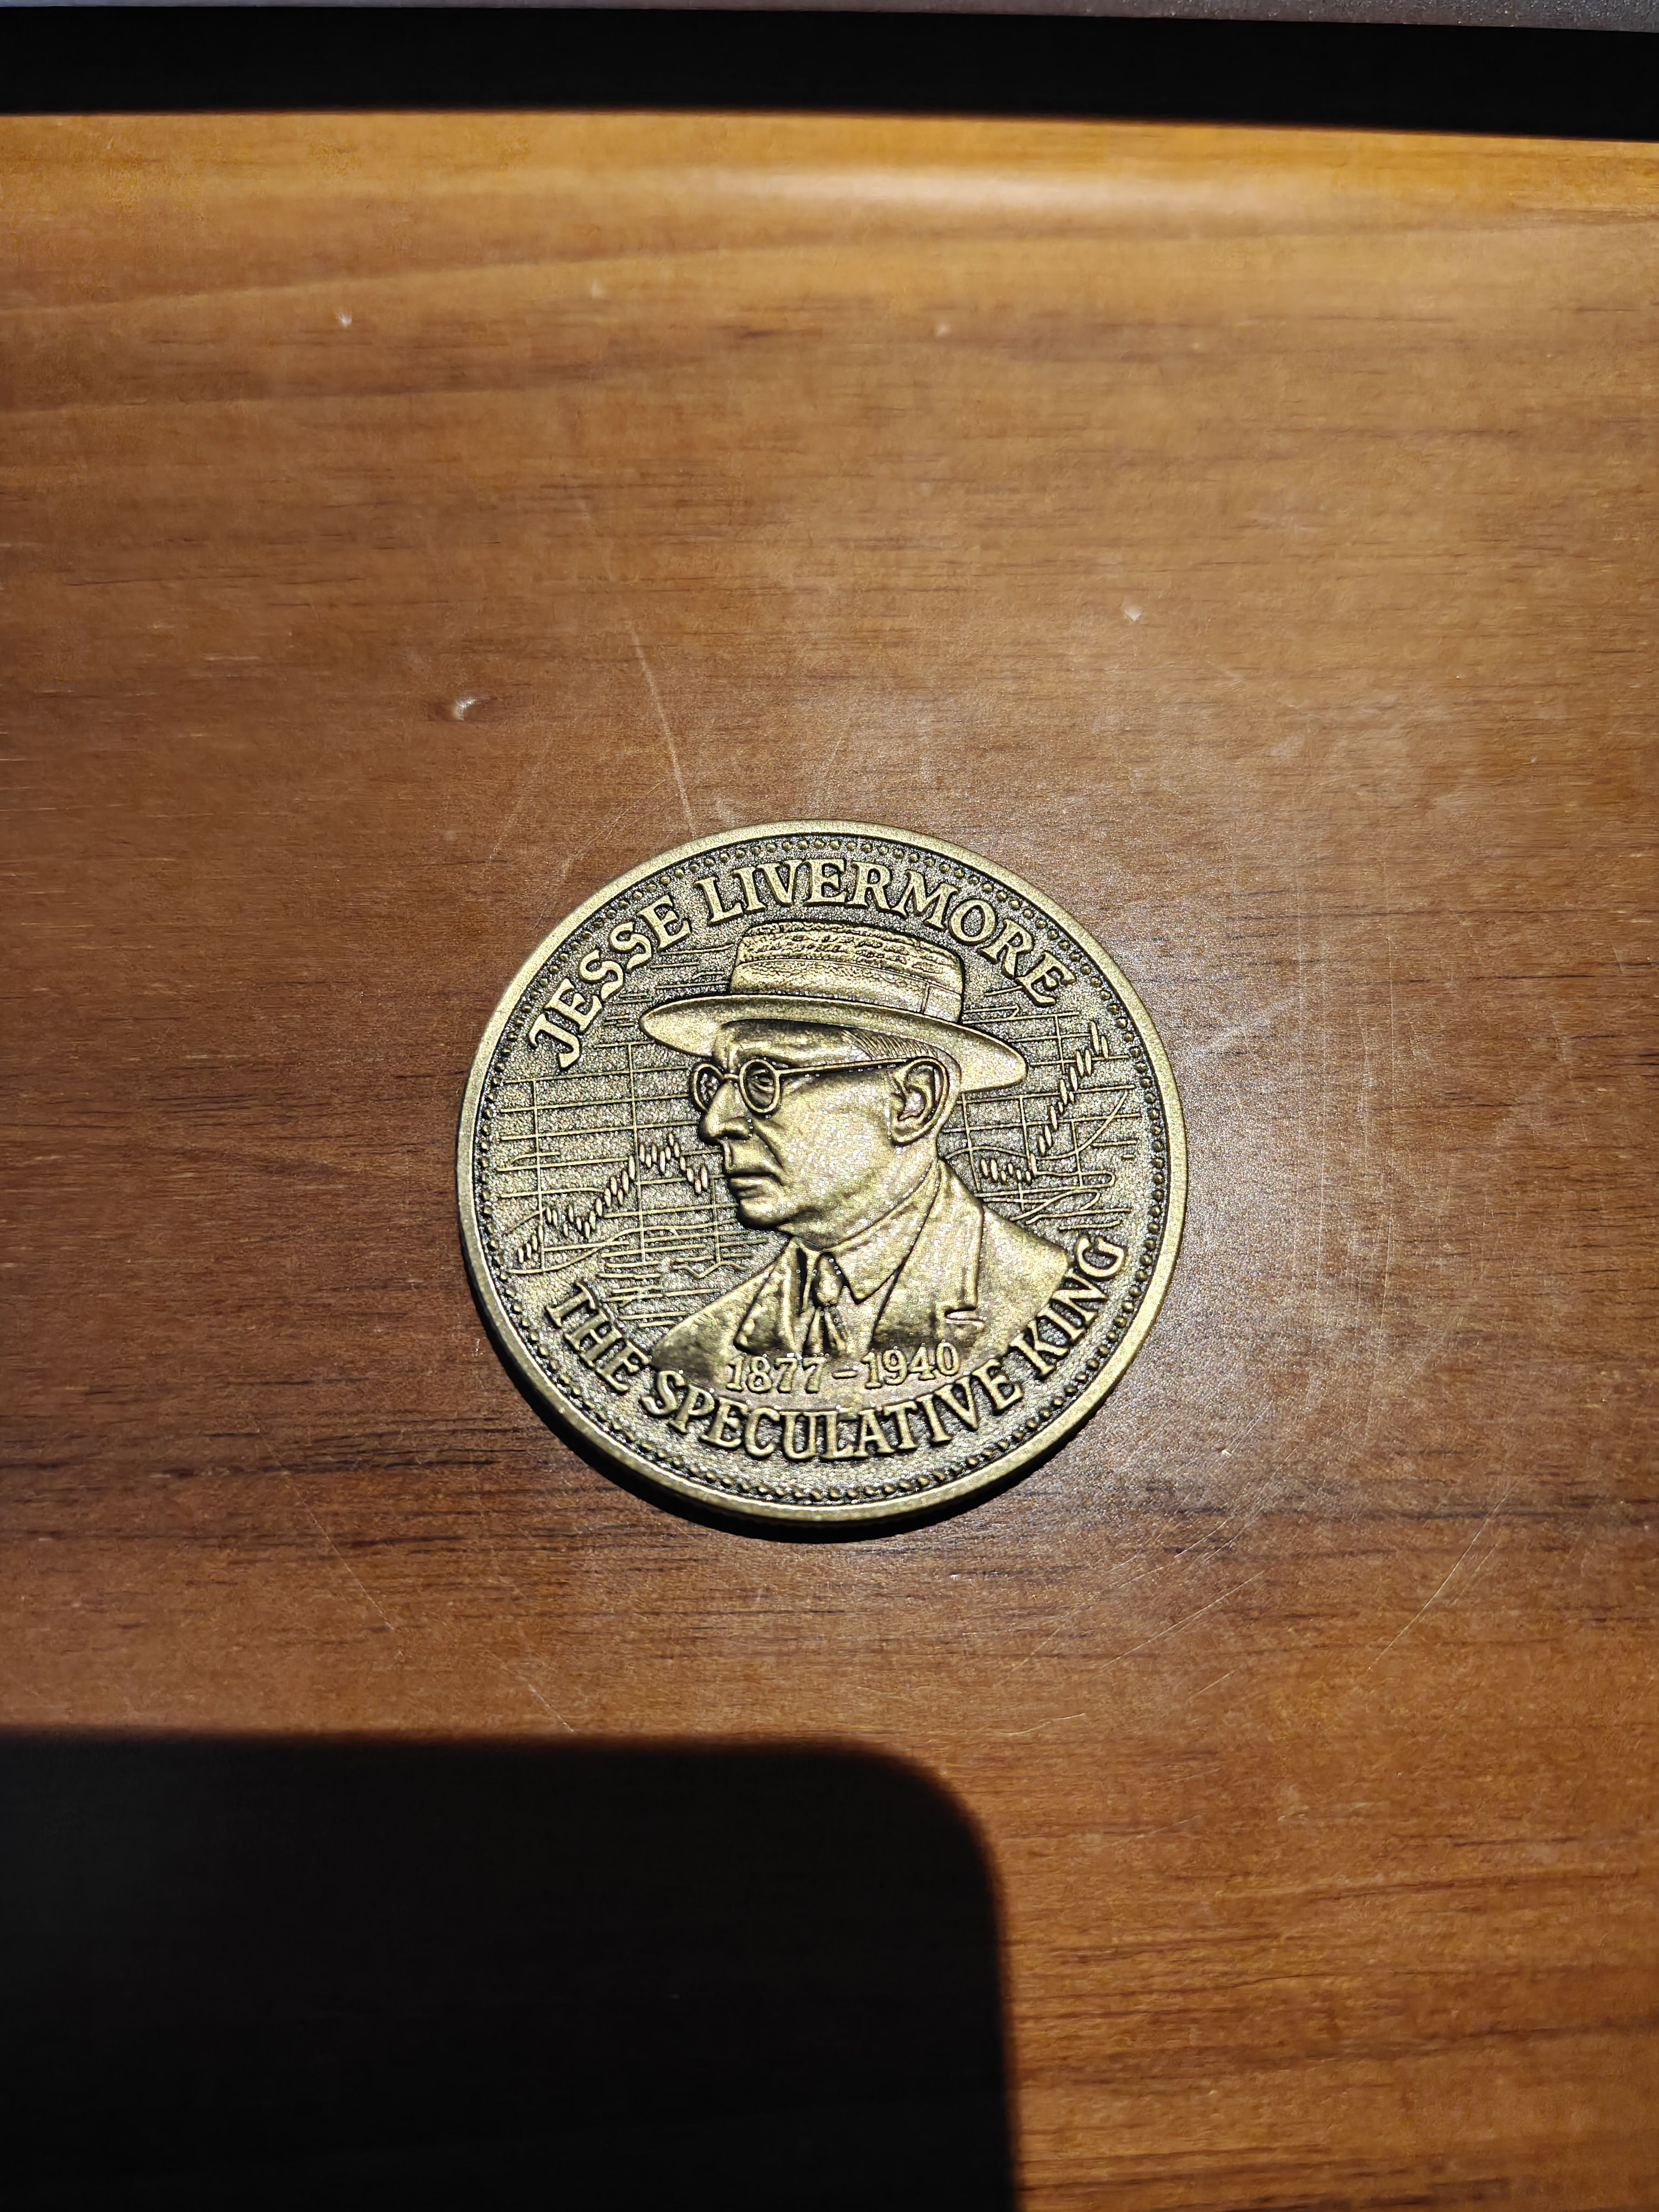 JESSE LIVERMORE
1877-1940
THE SPECULATIVE KING